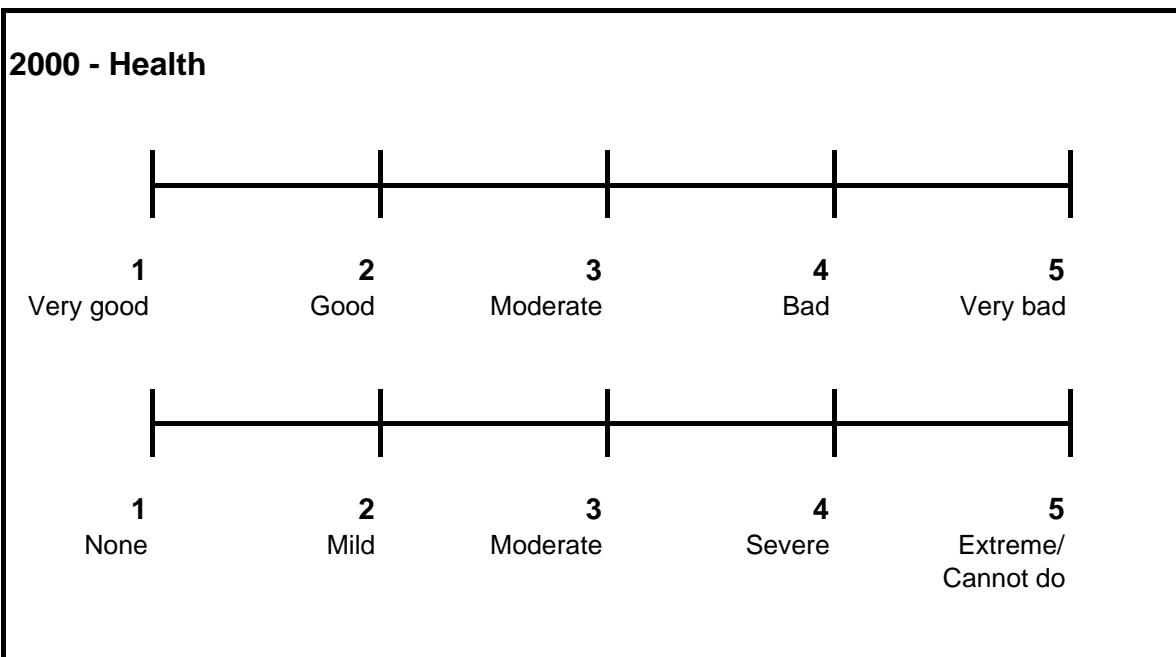 2000 - Health
1 2 3 4 5
Very good Good Moderate Bad Very bad
1 2 3 4 5
None Mild Moderate Severe Extreme/
Cannot do